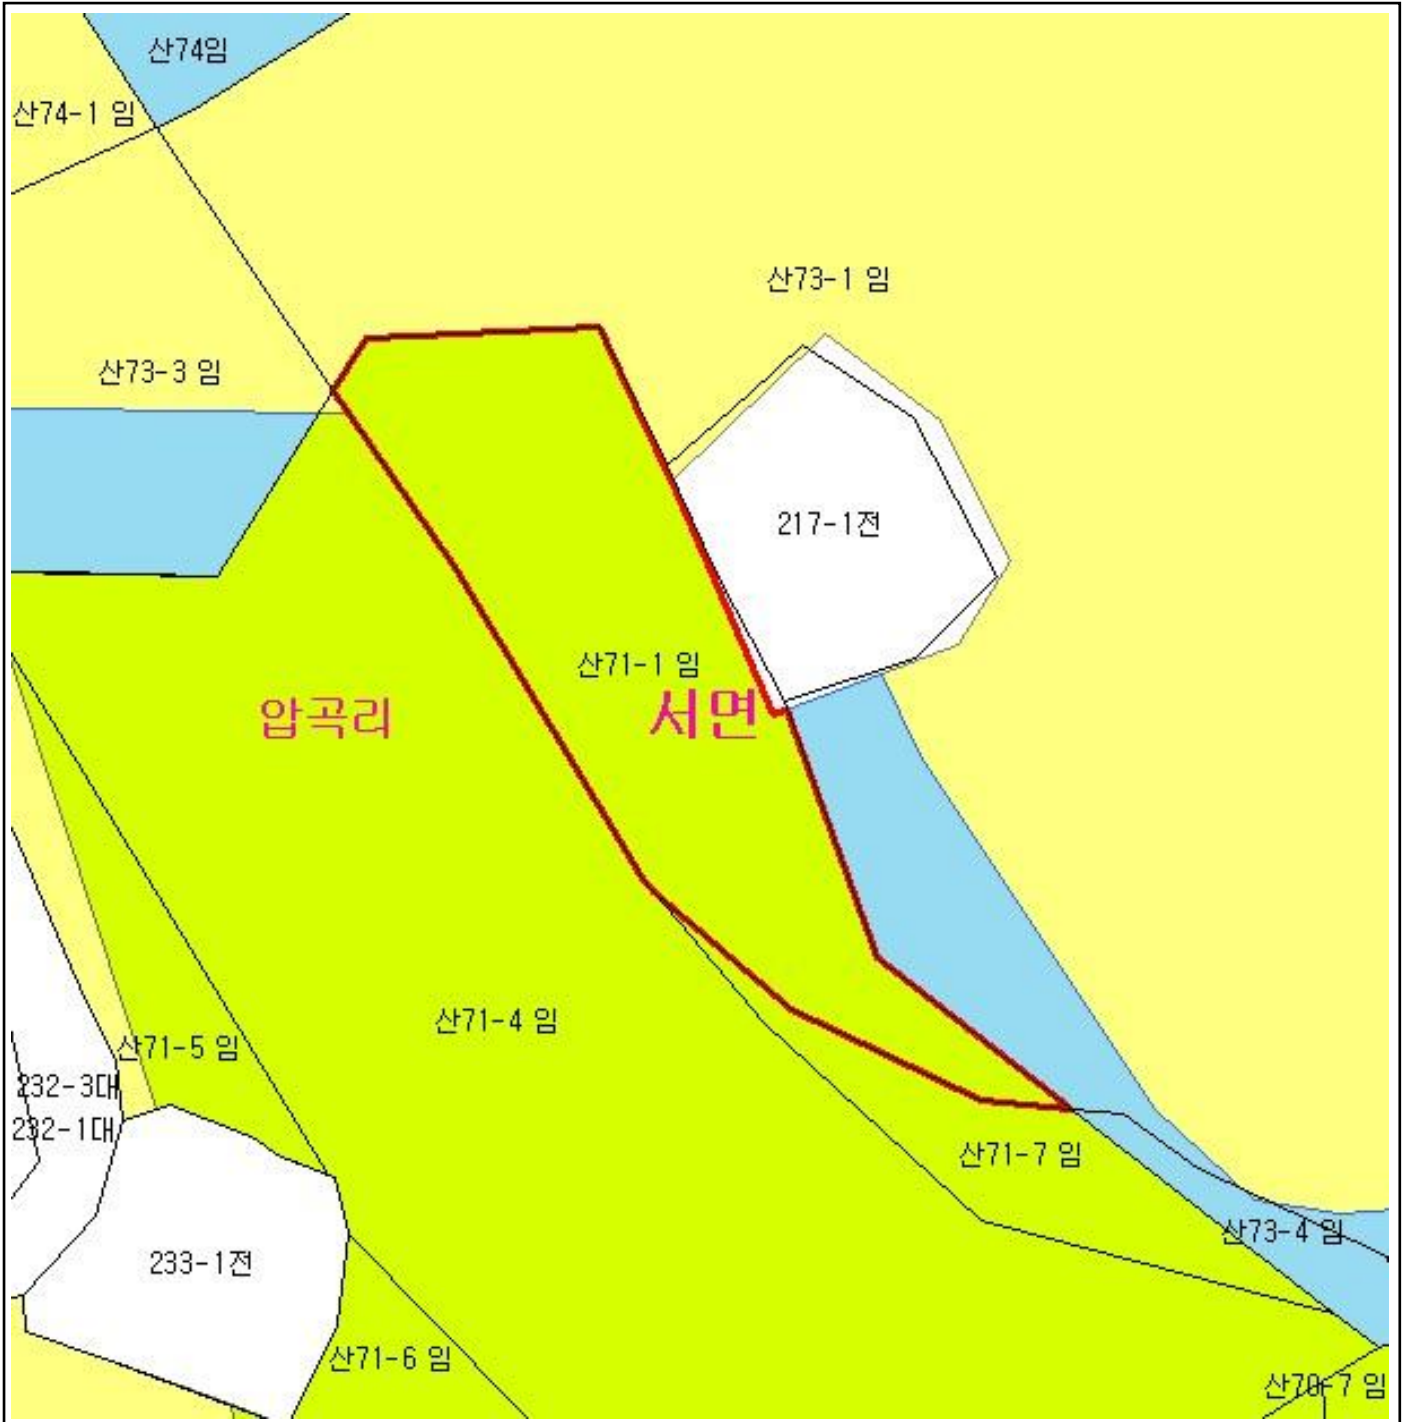 산74임
산74-1 임
산73-1 임
산73-3 임
217-1전
산71-1 임
압곡리
서면
산71-4 임
산71-5 임
232-3대
232-1대
산71-7 임
산73-4 임
233-1전
산71-6 임
산70-7 임